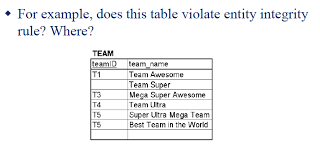 • For example, does this table violate entity integrity
rule? Where?
TEAM
teamID team_name
T1 Team Awesome
Team Super
T3 Mega Super Awesome
T4 Team Ultra
T5 Super Ultra Mega Team
T5 Best Team in the World